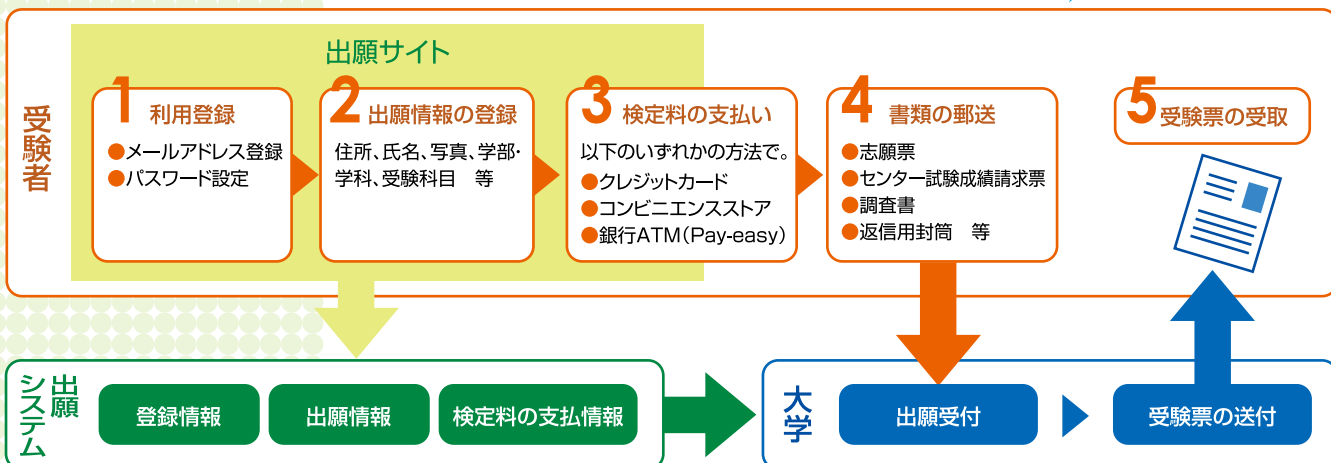 受験者
出願サイト
1 利用登録
●メールアドレス登録
●パスワード設定
2 出願情報の登録
住所、氏名、写真、学部・
学科、受験科目　等
3 検定料の支払い
以下のいずれかの方法で。
●クレジットカード
●コンビニエンスストア
●銀行ATM(Pay-easy)
4 書類の郵送
●志願票
●センター試験成績請求票
●調査書
●返信用封筒　等
5 受験票の受取
出願
システム
登録情報
出願情報
検定料の支払情報
大学
出願受付
受験票の送付